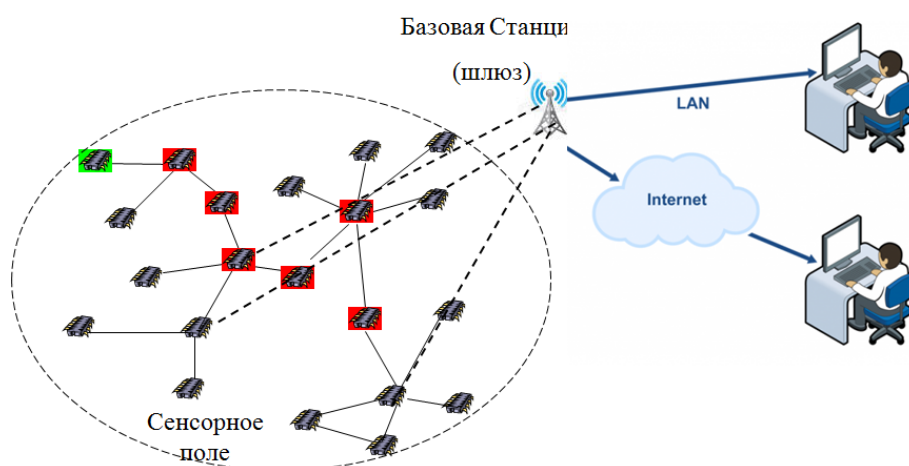 Базовая Станци
(шлюз)
LAN
Internet
Сенсорное
поле